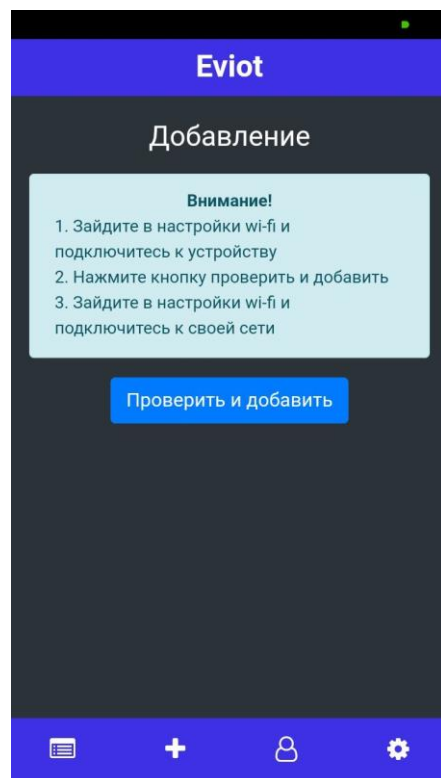 Eviot
Добавление
Внимание!
1. Зайдите в настройки wi-fi и
подключитесь к устройству
2. Нажмите кнопку проверить и добавить
3. Зайдите в настройки wi-fi и
подключитесь к своей сети
Проверить и добавить